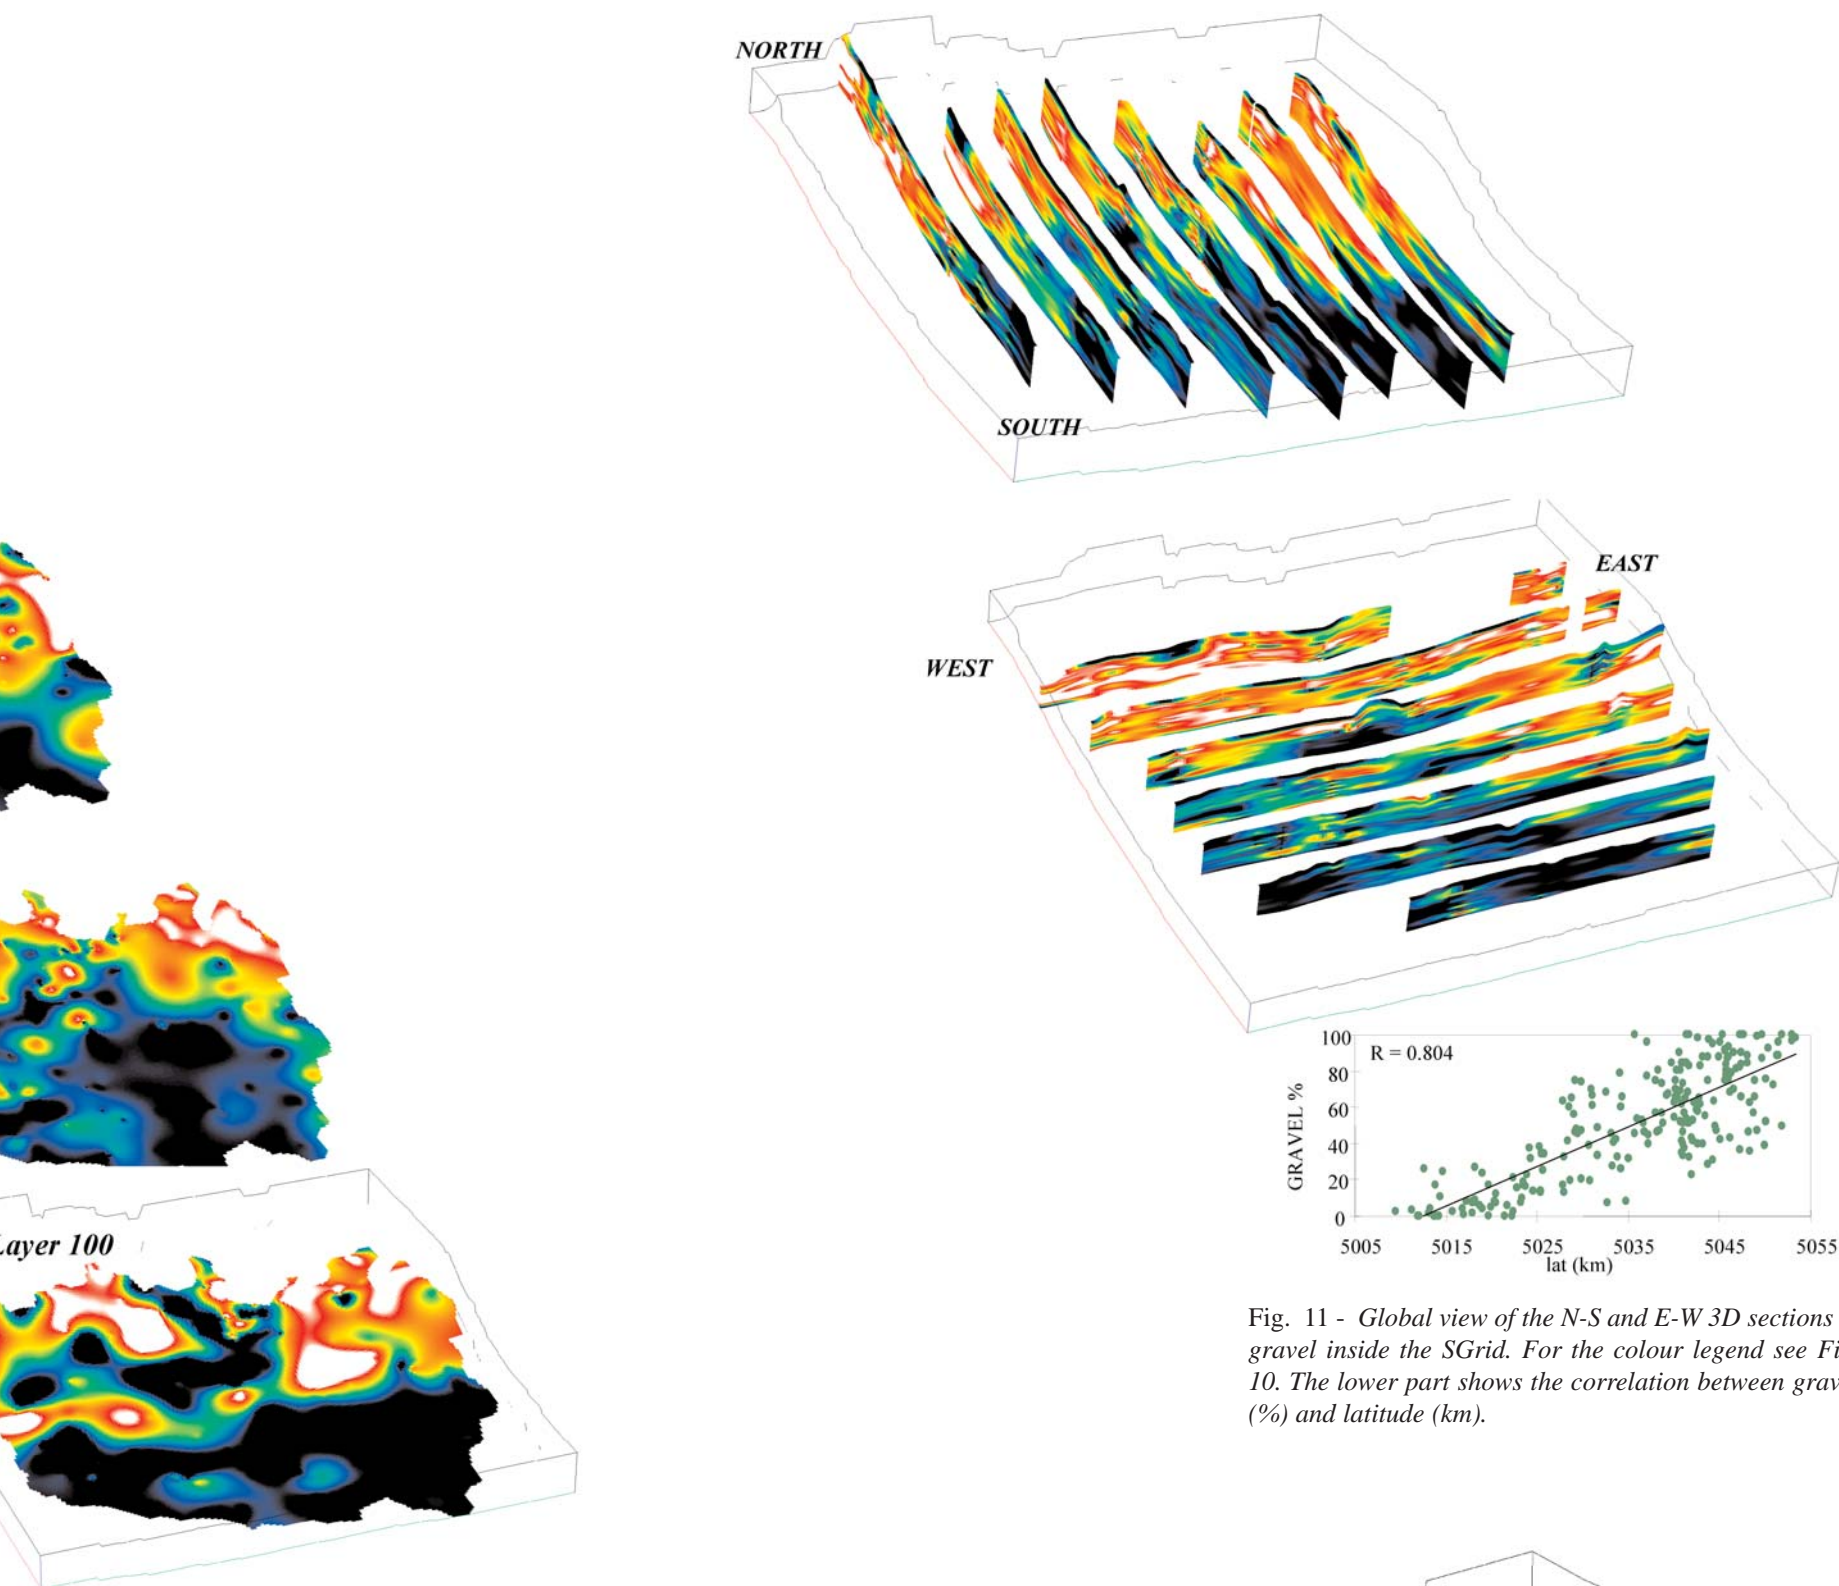 NORTH
SOUTH
EAST
WEST
100
R = 0.804
80
60
40
20
0
GRAVEL %
5005 5015 5025 5035 5045 5055
lat (km)
Layer 100
Fig. 11 - Global view of the N-S and E-W 3D sections
gravel inside the SGrid. For the colour legend see Fi
10. The lower part shows the correlation between grav
(%) and latitude (km).